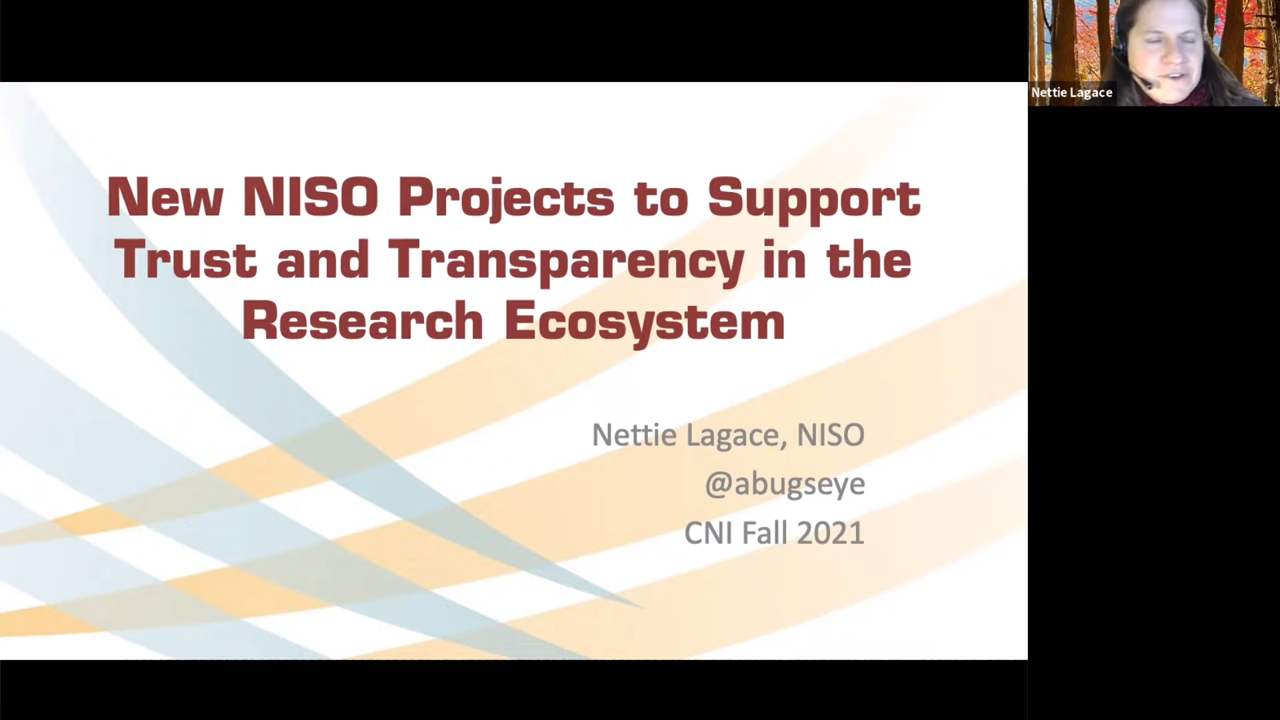 New NISO Projects to Support
Trust and Transparency in the
Research Ecosystem
Nettie Lagace, NISO
@abugseye
CNI Fall 2021
Nettie Lagace